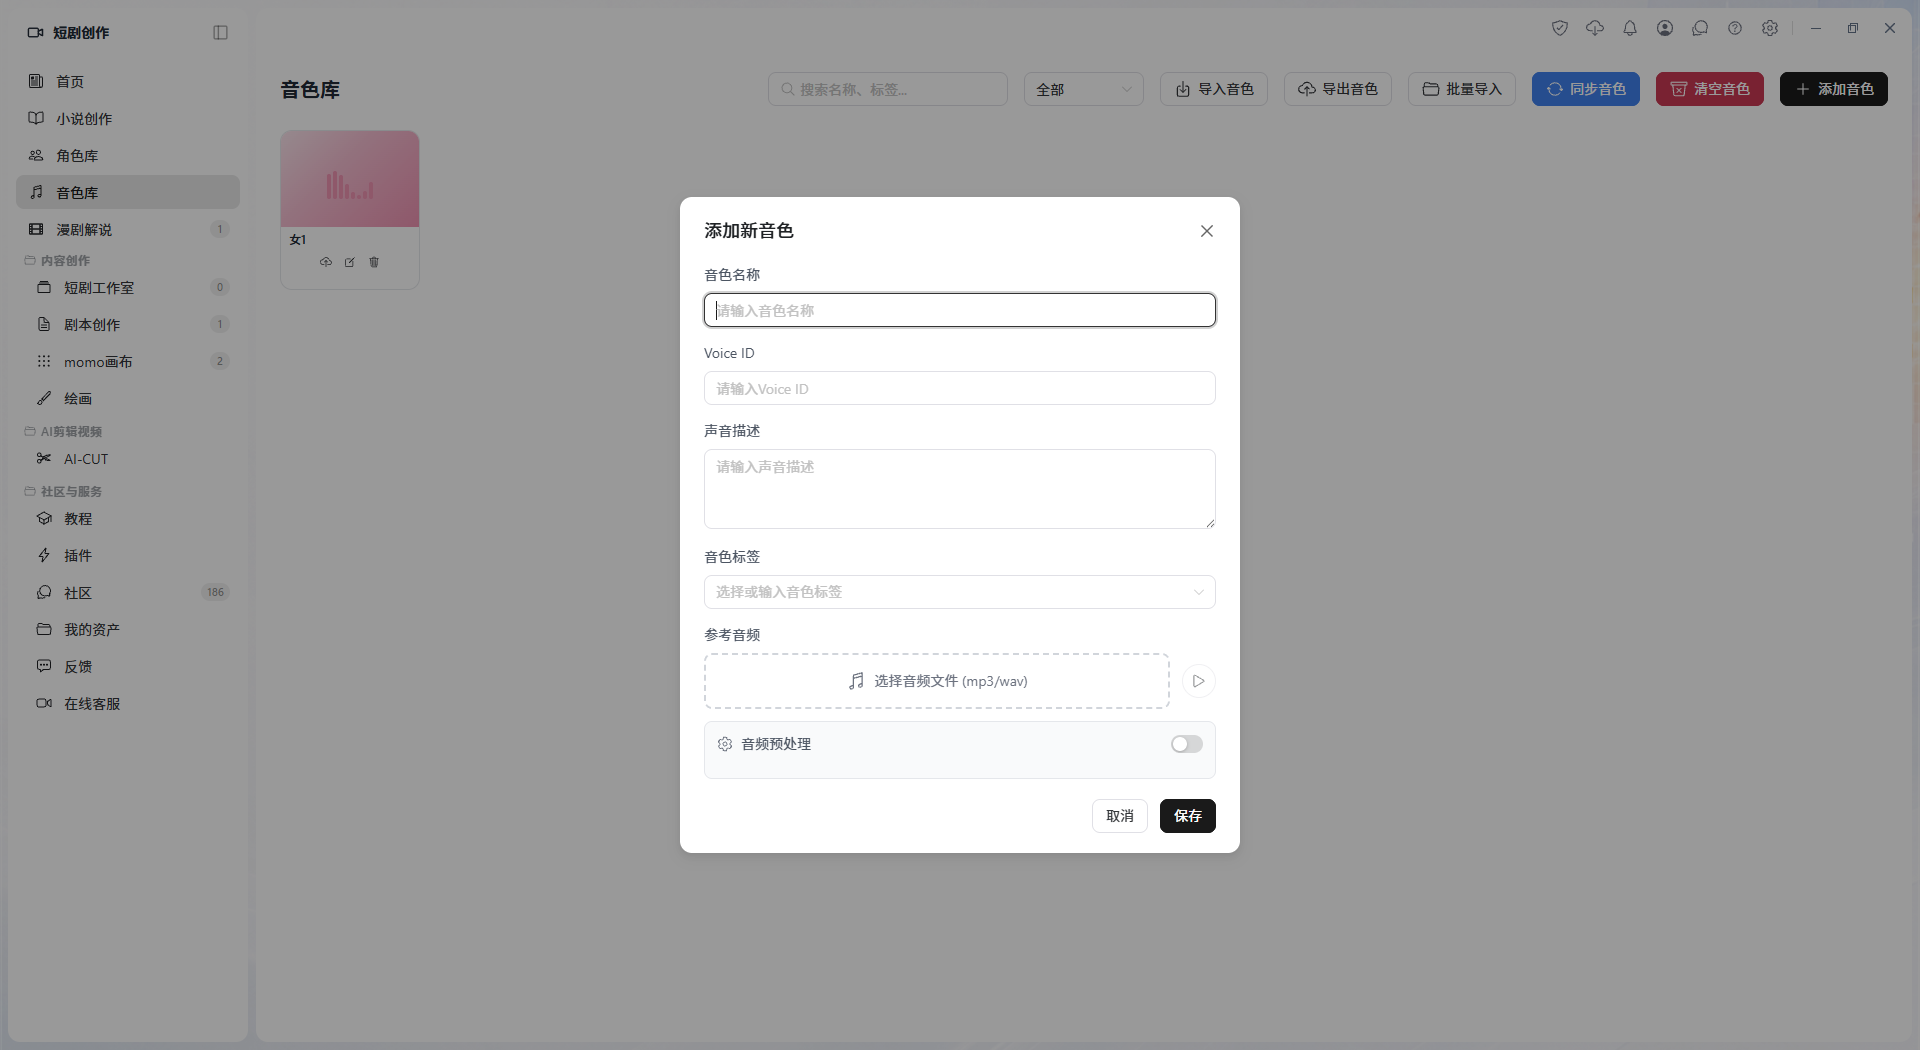 短剧创作
首页
小说创作
角色库
音色库
漫剧解说 1
内容创作
短剧工作室 0
剧本创作 1
momo画布 2
绘画
AI剪辑视频
AI-CUT
社区与服务
教程
插件
社区 186
我的资产
反馈
在线客服
音色库
搜索名称、标签...
全部
导入音色
导出音色
批量导入
同步音色
清空音色
添加音色
女1
添加新音色
音色名称
请输入音色名称
Voice ID
请输入Voice ID
声音描述
请输入声音描述
音色标签
选择或输入音色标签
参考音频
选择音频文件 (mp3/wav)
音频预处理
取消
保存